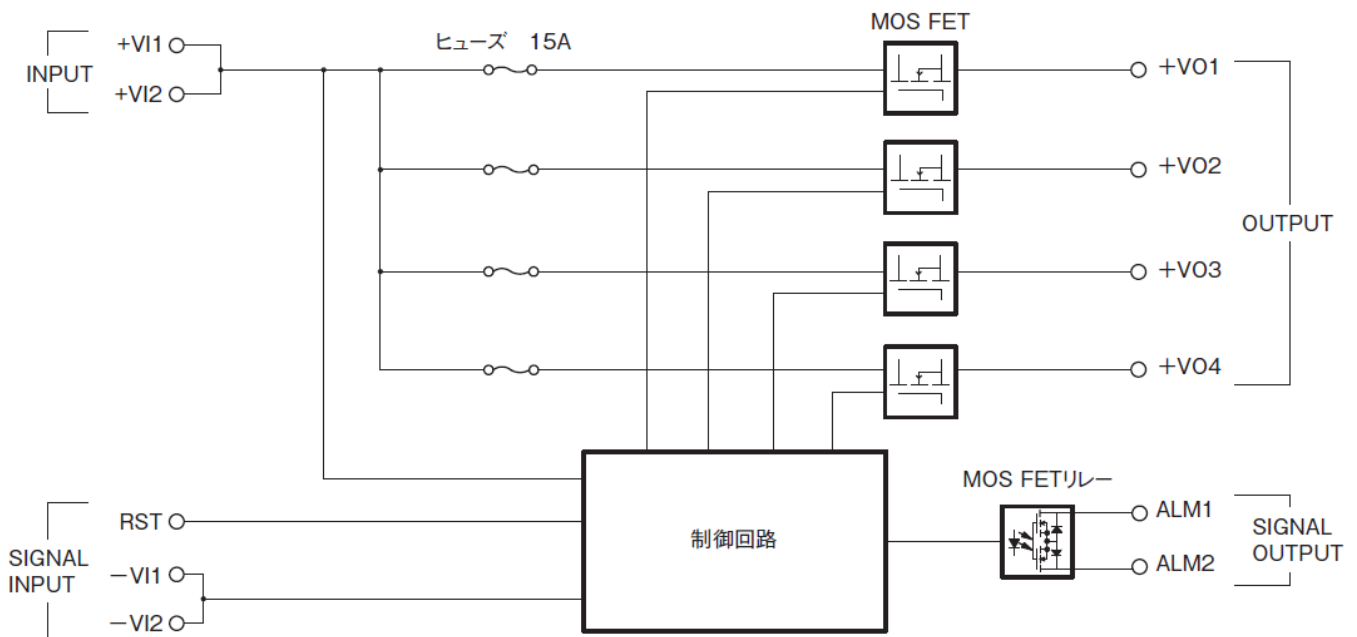 INPUT
+VI1
+VI2
ヒューズ 15A
MOS FET
+VO1
+VO2
+VO3
+VO4
OUTPUT
SIGNAL
INPUT
RST
−VI1
−VI2
制御回路
MOS FETリレー
ALM1
ALM2
SIGNAL
OUTPUT